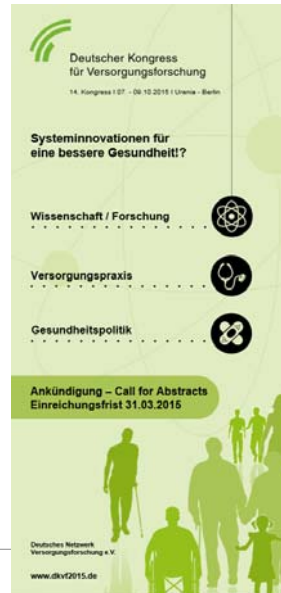 Deutscher Kongress
für Versorgungsforschung
14. Kongress I 07. - 09.10.2015 I Urania - Berlin
Systeminnovationen für
eine bessere Gesundheit!?
Wissenschaft / Forschung
Versorgungspraxis
Gesundheitspolitik
Ankündigung – Call for Abstracts
Einreichungsfrist 31.03.2015
Deutsches Netzwerk
Versorgungsforschung e.V.
www.dkvf2015.de